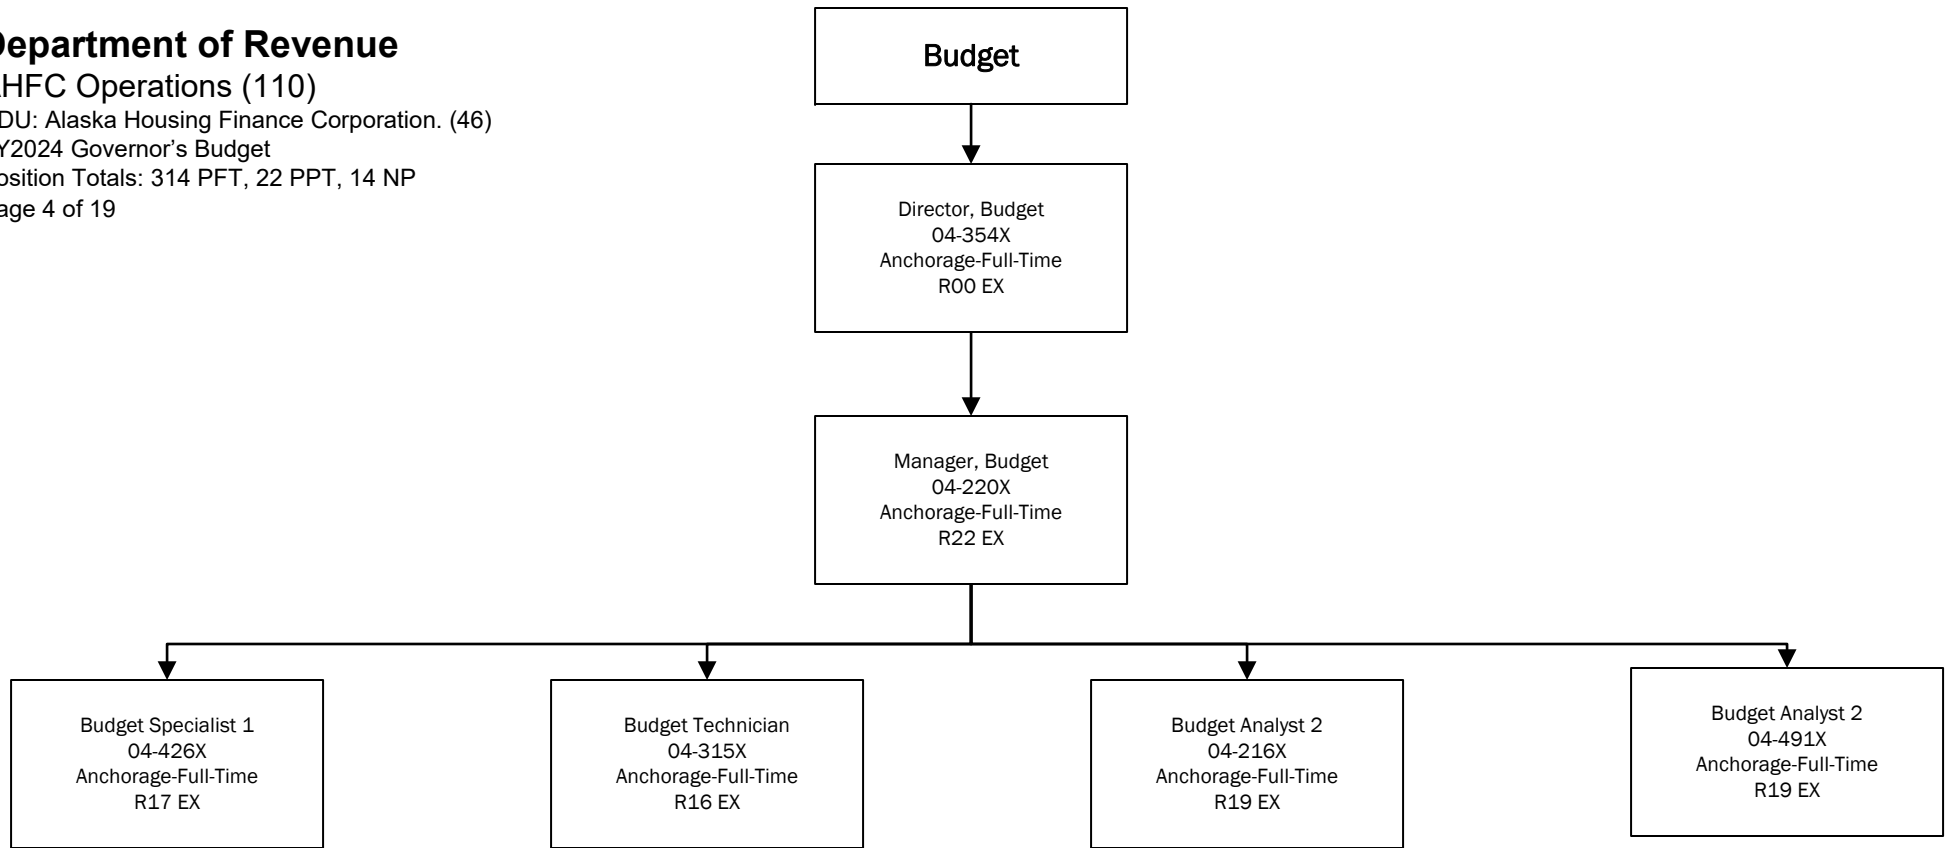 Department of Revenue
AHFC Operations (110)
DU: Alaska Housing Finance Corporation. (46)
Y2024 Governor's Budget
osition Totals: 314 PFT, 22 PPT, 14 NP
age 4 of 19
Budget
Director, Budget
04-354X
Anchorage-Full-Time
R00 EX
Manager, Budget
04-220X
Anchorage-Full-Time
R22 EX
Budget Specialist 1
04-426X
Anchorage-Full-Time
R17 EX
Budget Technician
04-315X
Anchorage-Full-Time
R16 EX
Budget Analyst 2
04-216X
Anchorage-Full-Time
R19 EX
Budget Analyst 2
04-491X
Anchorage-Full-Time
R19 EX